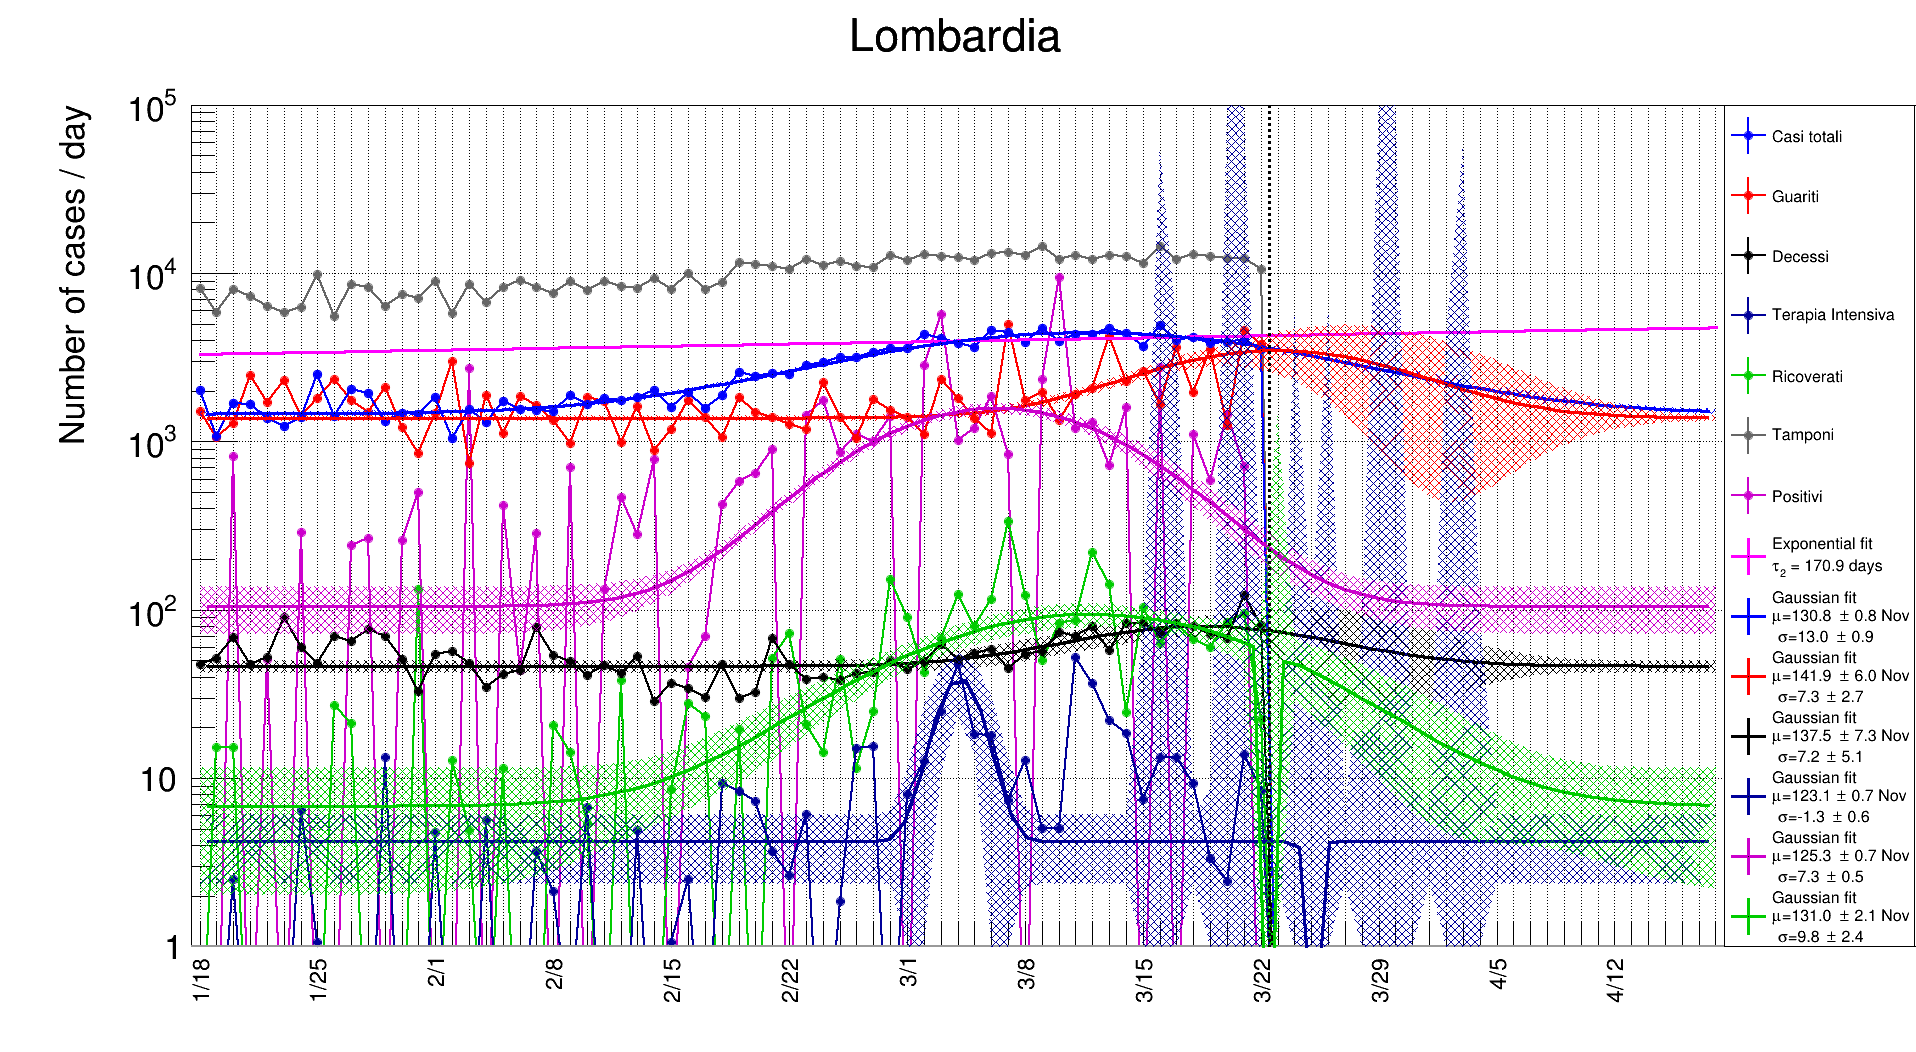 Lombardia
Number of cases / day
10^5
10^4
10^3
10^2
10
1
1/18
1/25
2/1
2/8
2/15
2/22
3/1
3/8
3/15
3/22
3/29
4/5
4/12
Casi totali
Guariti
Decessi
Terapia Intensiva
Ricoverati
Tamponi
Positivi
Exponential fit
τ2 = 170.9 days
Gaussian fit
μ=130.8 ± 0.8 Nov
σ=13.0 ± 0.9
Gaussian fit
μ=141.9 ± 6.0 Nov
σ=7.3 ± 2.7
Gaussian fit
μ=137.5 ± 7.3 Nov
σ=7.2 ± 5.1
Gaussian fit
μ=123.1 ± 0.7 Nov
σ=-1.3 ± 0.6
Gaussian fit
μ=125.3 ± 0.7 Nov
σ=7.3 ± 0.5
Gaussian fit
μ=131.0 ± 2.1 Nov
σ=9.8 ± 2.4